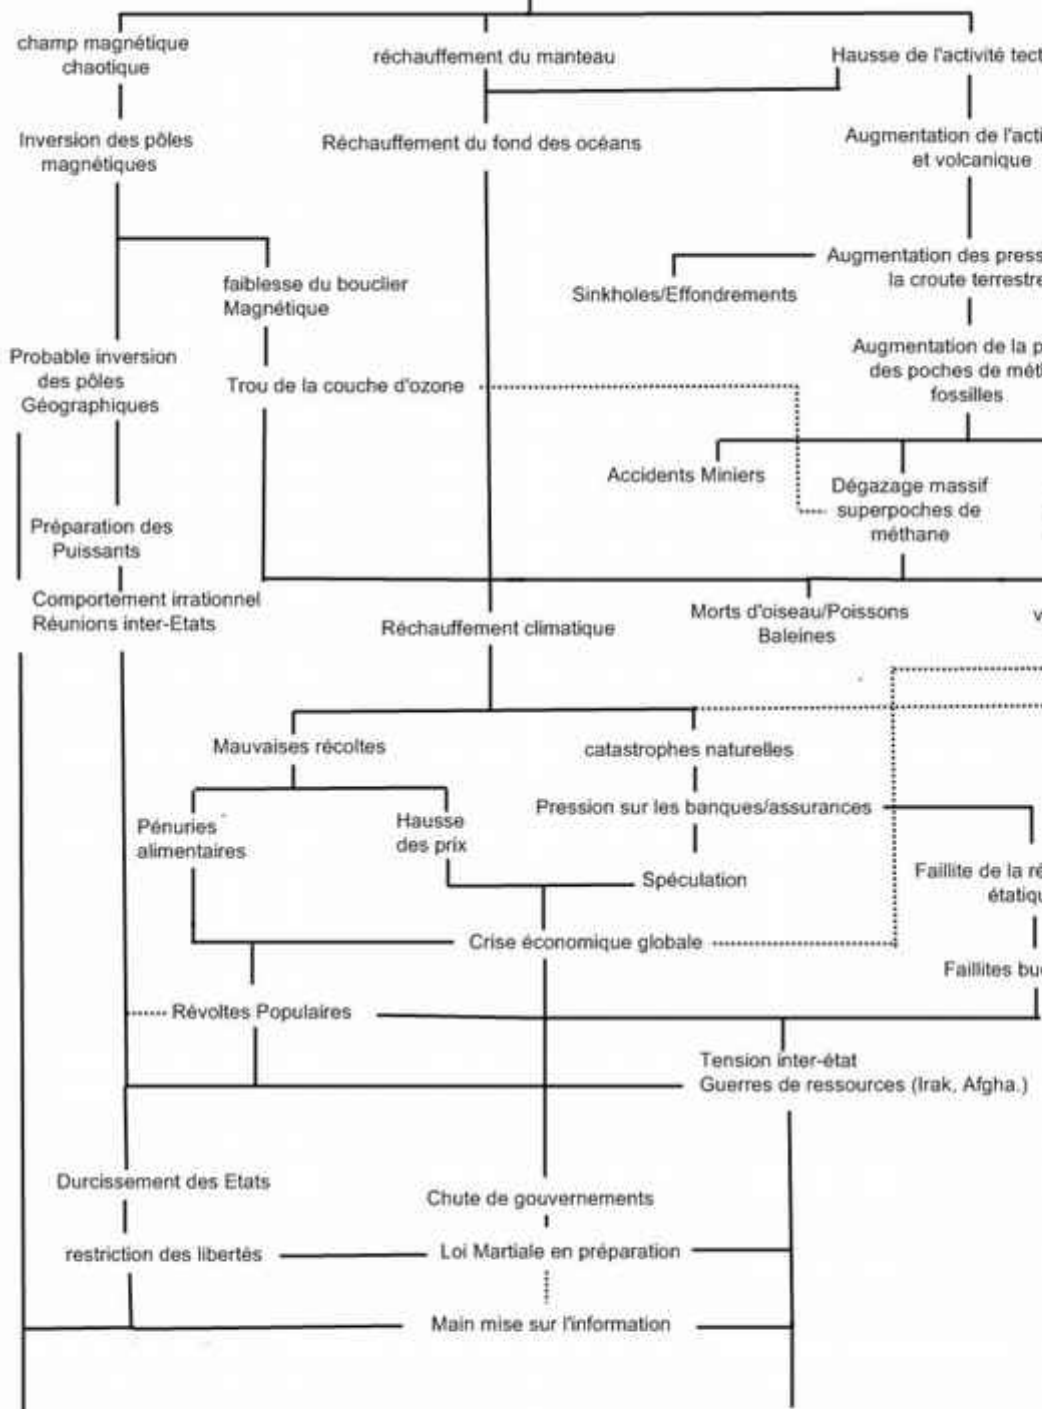 champ magnétique
chaotique
réchauffement du manteau
Hausse de l'activité
Inversion des pôles
magnétiques
Réchauffement du fond des océans
Augmentation de
et volcanique
faiblesse du bouclier
Magnétique
Sinkholes/Effondrements
Augmentation des
la croute terrestre
Probable inversion
des pôles
Géographiques
Trou de la couche d'ozone
Augmentation de la
des poches de
fossilles
Accidents Miniers
Dégazage massif
superpoches de
méthane
Préparation des
Puissants
Comportement irrationnel
Réunions inter-Etats
Réchauffement climatique
Morts d'oiseau/Poissons
Baleines
Mauvaises récoltes
catastrophes naturelles
Pénuries
alimentaires
Hausse
des prix
Pression sur les banques/assurances
Spéculation
Faillite de la
Crise économique globale
Faillites
Révoltes Populaires
Tension inter-état
Guerres de ressources (Irak, Afgha.)
Durcissement des Etats
Chute de gouvernements
restriction des libertés
Loi Martiale en préparation
Main mise sur l'information